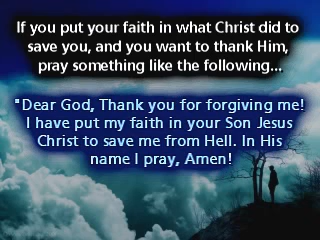 If you put your faith in what Christ did to
save you, and you want to thank Him,
pray something like the following...
"Dear God, Thank you for forgiving me!
I have put my faith in your Son Jesus
Christ to save me from Hell. In His
name I pray, Amen!